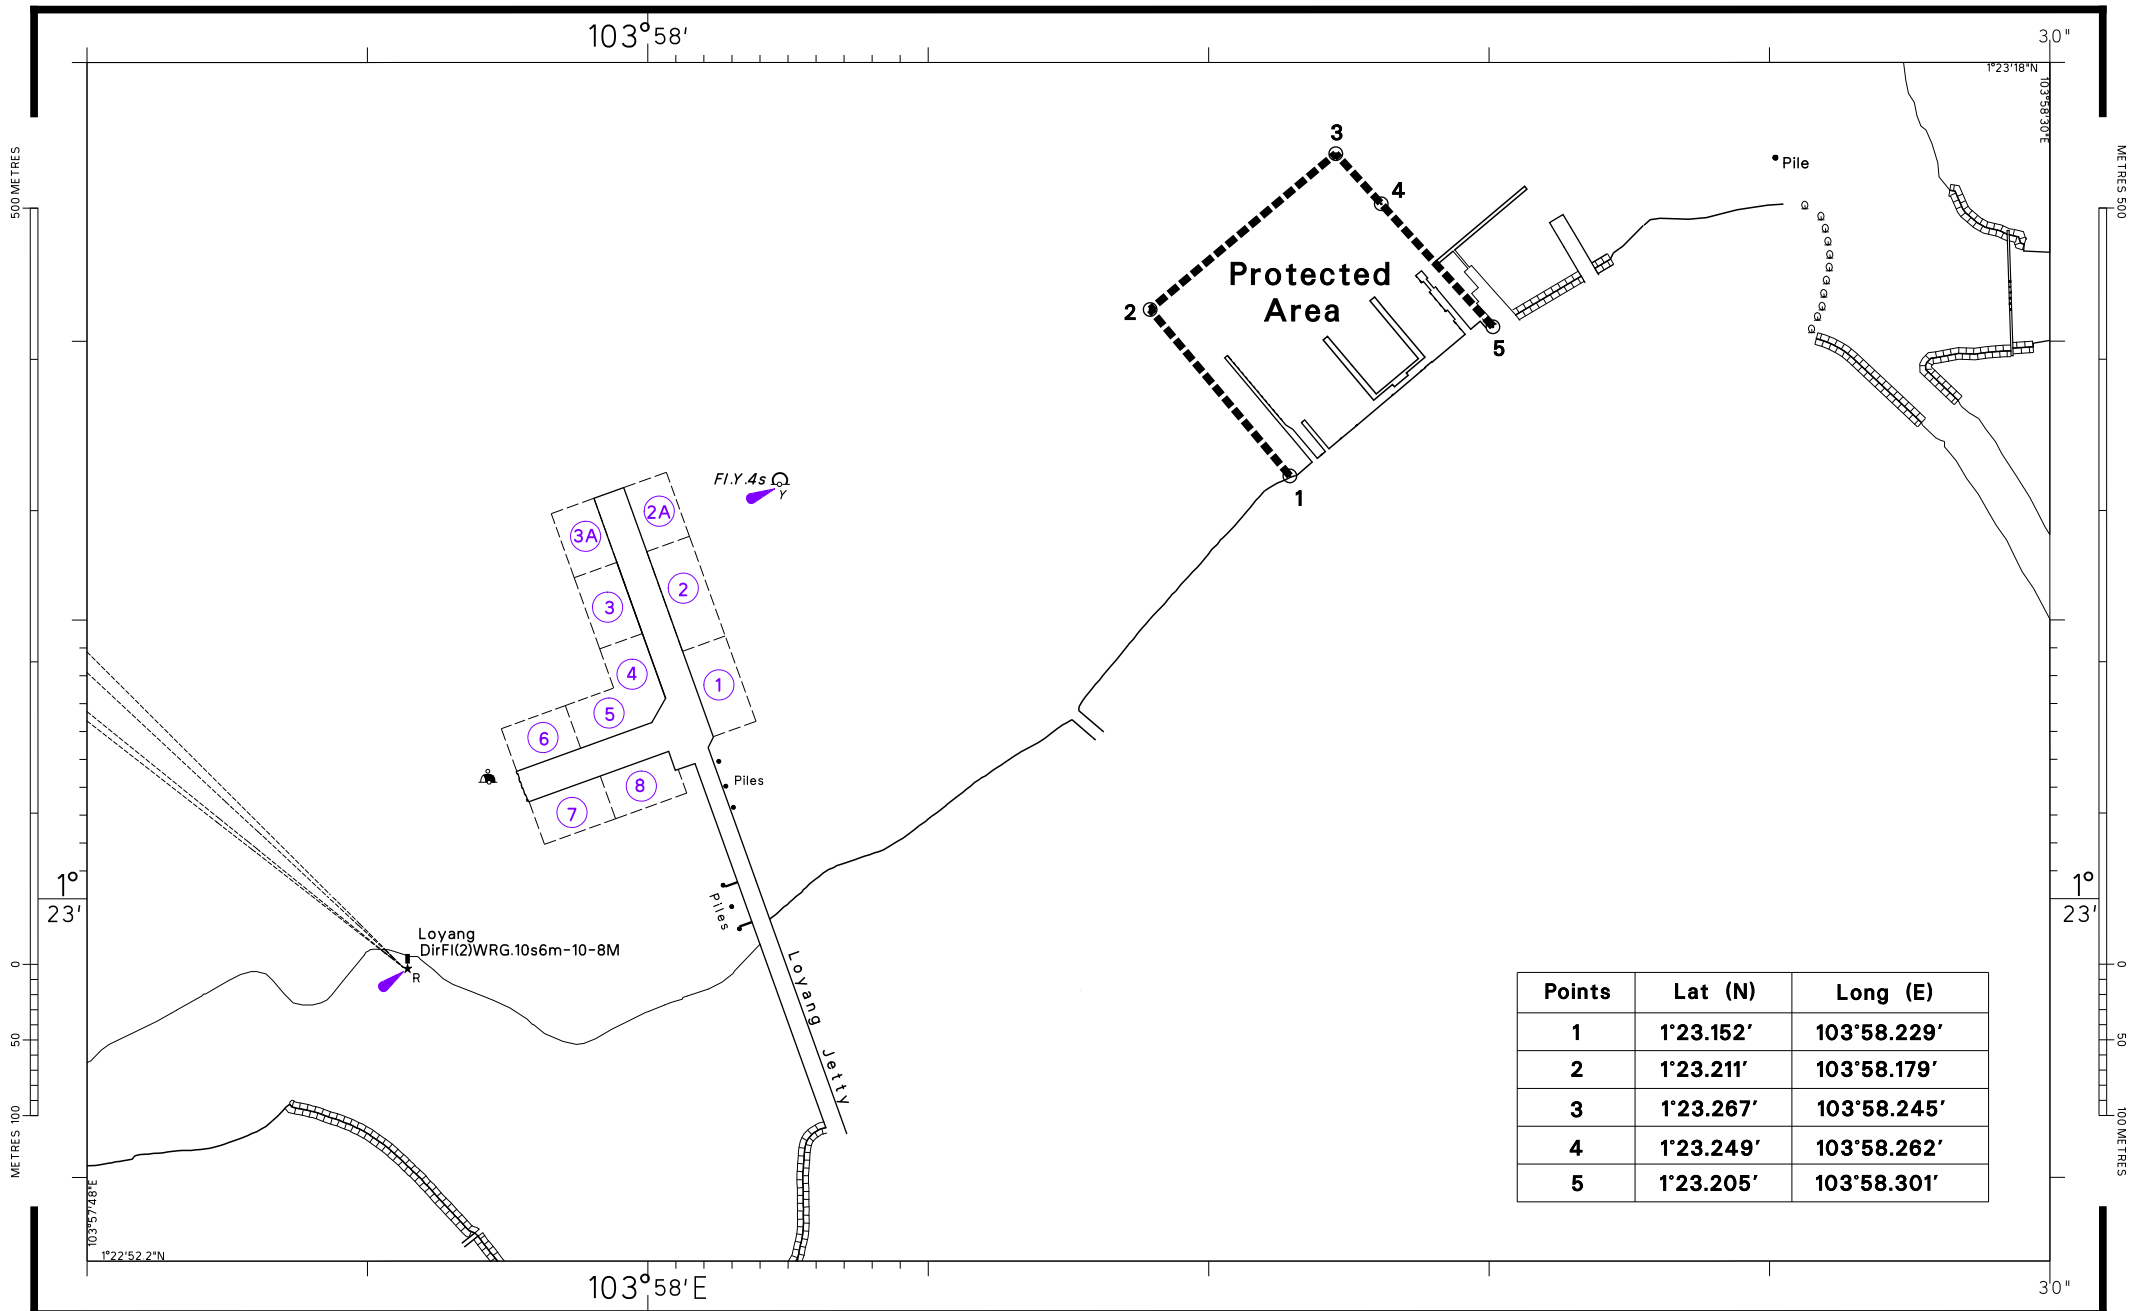 103°58'
30"
1°23'18"N
103°58'30"E
500 METRES
METRES 500
3
Pile
4
Protected
Area
2
5
1
Fl.Y.4s
Y
2A
3A
2
3
4
1
5
6
Piles
8
7
1°
23'
1°
23'
Piles
Loyang
DirFl(2)WRG.10s6m-10-8M
R
0
0
Loyang Jetty
50
50
METRES 100
100 METRES
Points Lat (N) Long (E)
1 1°23.152' 103°58.229'
2 1°23.211' 103°58.179'
3 1°23.267' 103°58.245'
4 1°23.249' 103°58.262'
5 1°23.205' 103°58.301'
103°57'48"E
1°22'52.2"N
103°58'E
30"